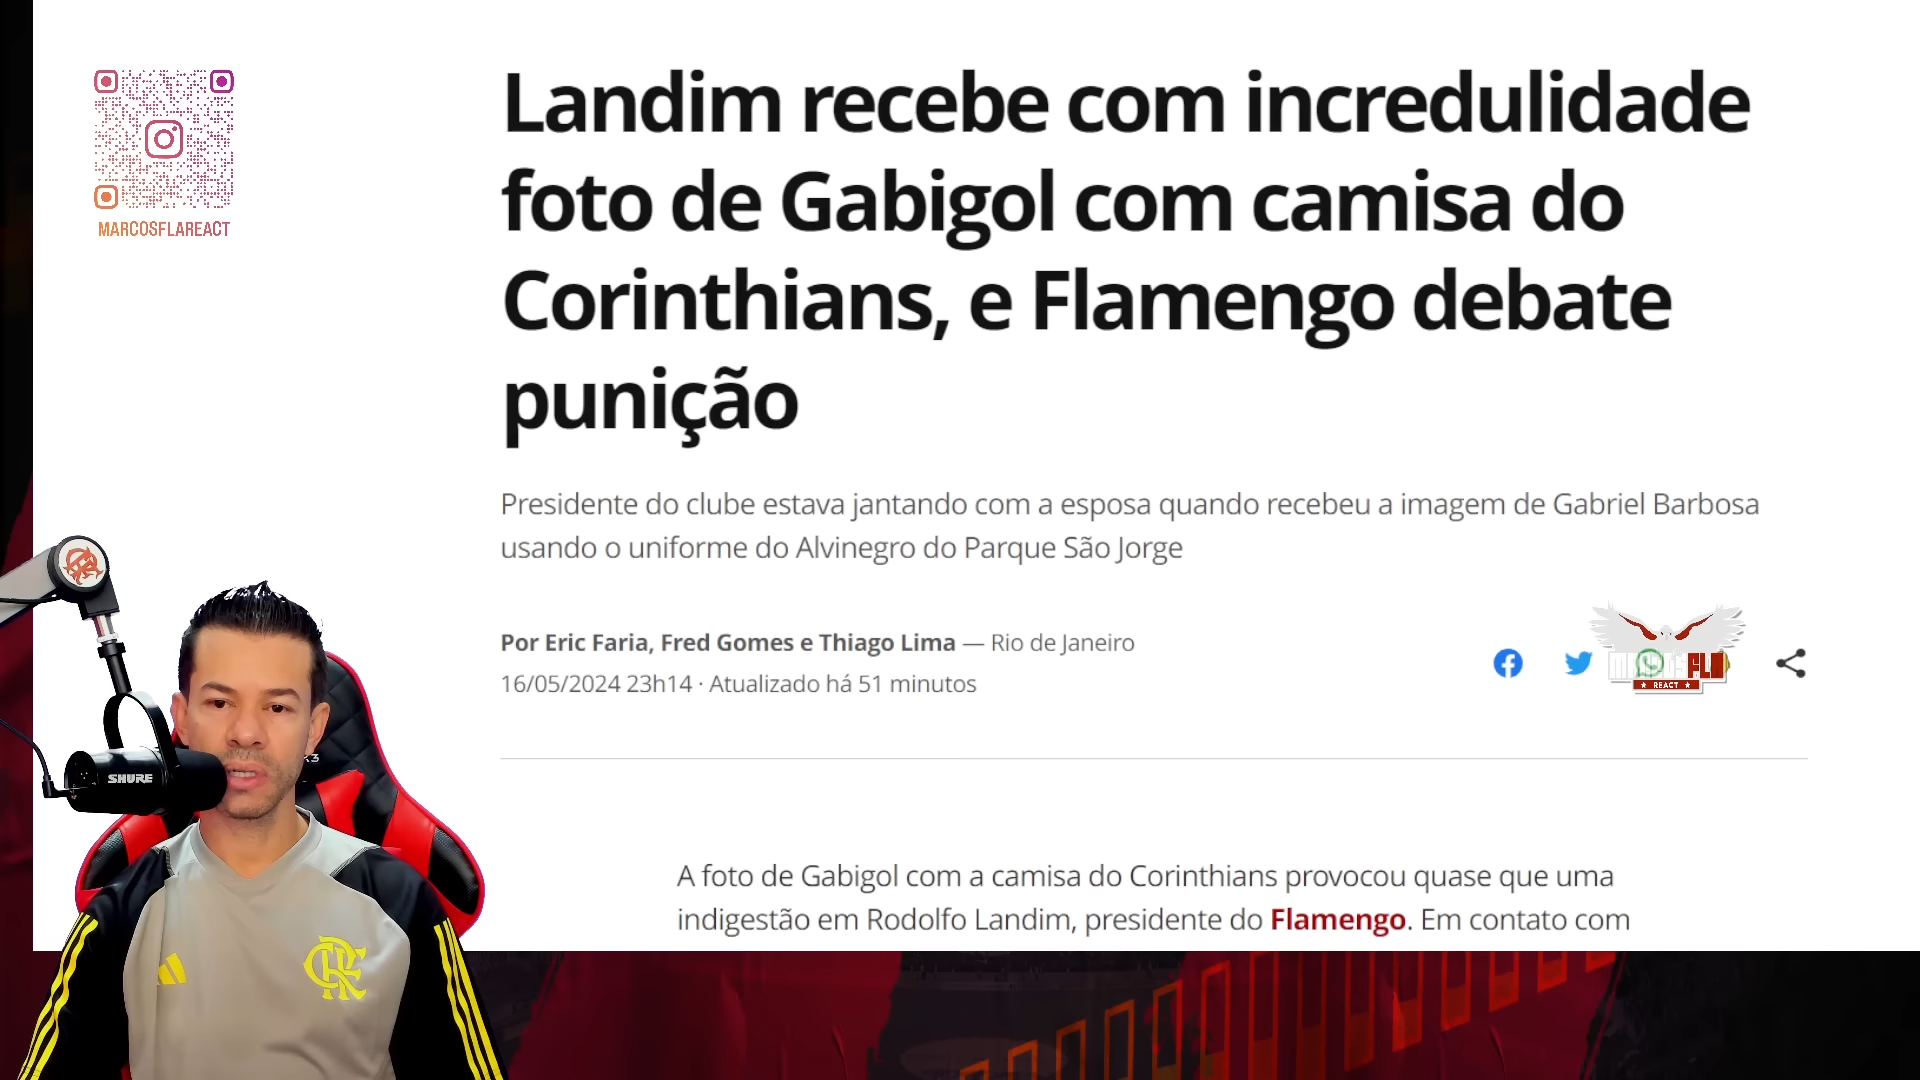 Landim recebe com incredulidade
foto de Gabigol com camisa do
Corinthians, e Flamengo debate
punição
MARCOSFLAREACT
Presidente do clube estava jantando com a esposa quando recebeu a imagem de Gabriel Barbosa
usando o uniforme do Alvinegro do Parque São Jorge
Por Eric Faria, Fred Gomes e Thiago Lima — Rio de Janeiro
16/05/2024 23h14 · Atualizado há 51 minutos
FLA
REACT
SHURE
A foto de Gabigol com a camisa do Corinthians provocou quase que uma
indigestão em Rodolfo Landim, presidente do Flamengo. Em contato com